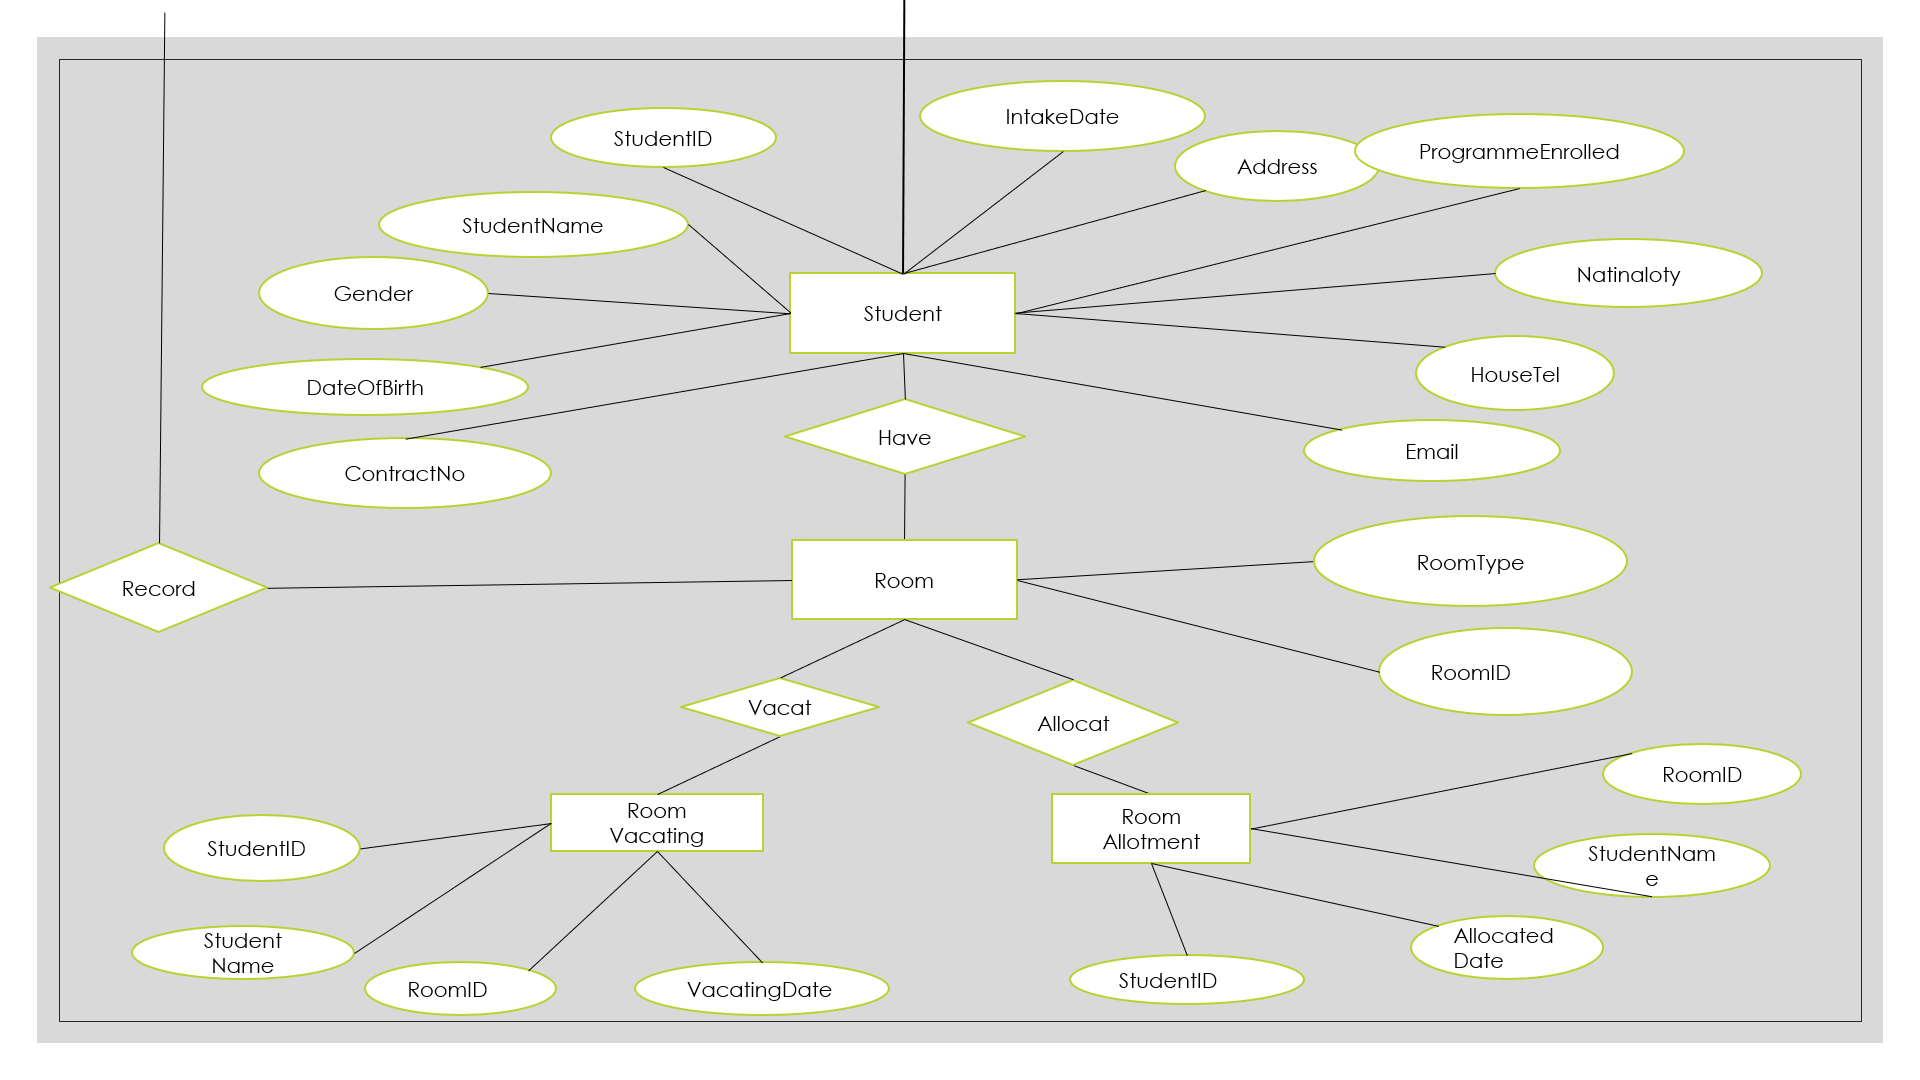 IntakeDate
StudentID
ProgrammeEnrolled
Address
StudentName
Natinaloty
Gender
Student
HouseTel
DateOfBirth
Have
Email
ContractNo
RoomType
Room
Record
RoomID
Vacat
Allocat
RoomID
Room
Vacating
Room
Allotment
StudentID
StudentNam
e
Student
Name
Allocated
Date
StudentID
RoomID
VacatingDate